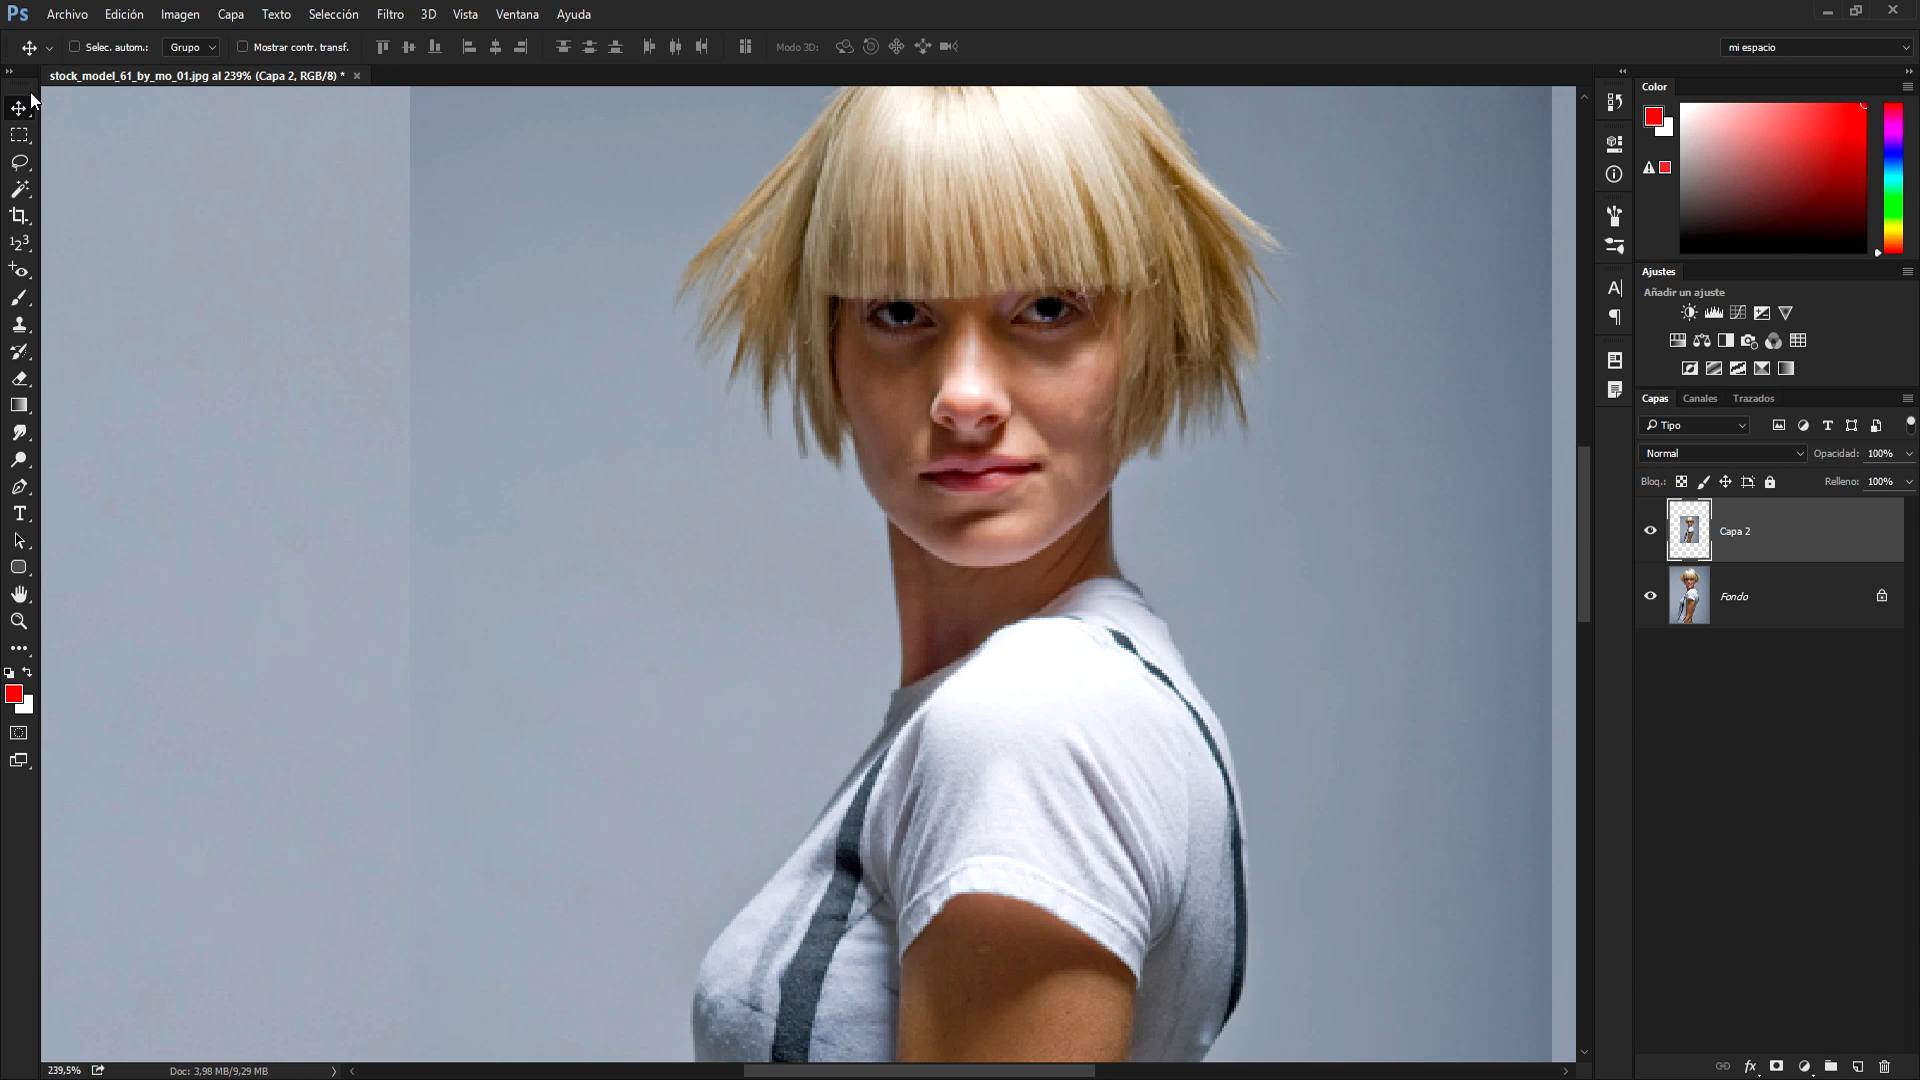 Ps Archivo Edición Imagen Capa Texto Selección Filtro 3D Vista Ventana Ayuda
Selec. autom.: Grupo Mostrar contr. transf. Modo 3D: mi espacio
stock_model_61_by_mo_01.jpg al 239% (Capa 2, RGB/8) *
Color
Ajustes
Añadir un ajuste
Capas Canales Trazados
Tipo
Normal Opacidad: 100%
Bloq.: Relleno: 100%
Capa 2
Fondo
239,5% Doc: 3,98 MB/9,29 MB